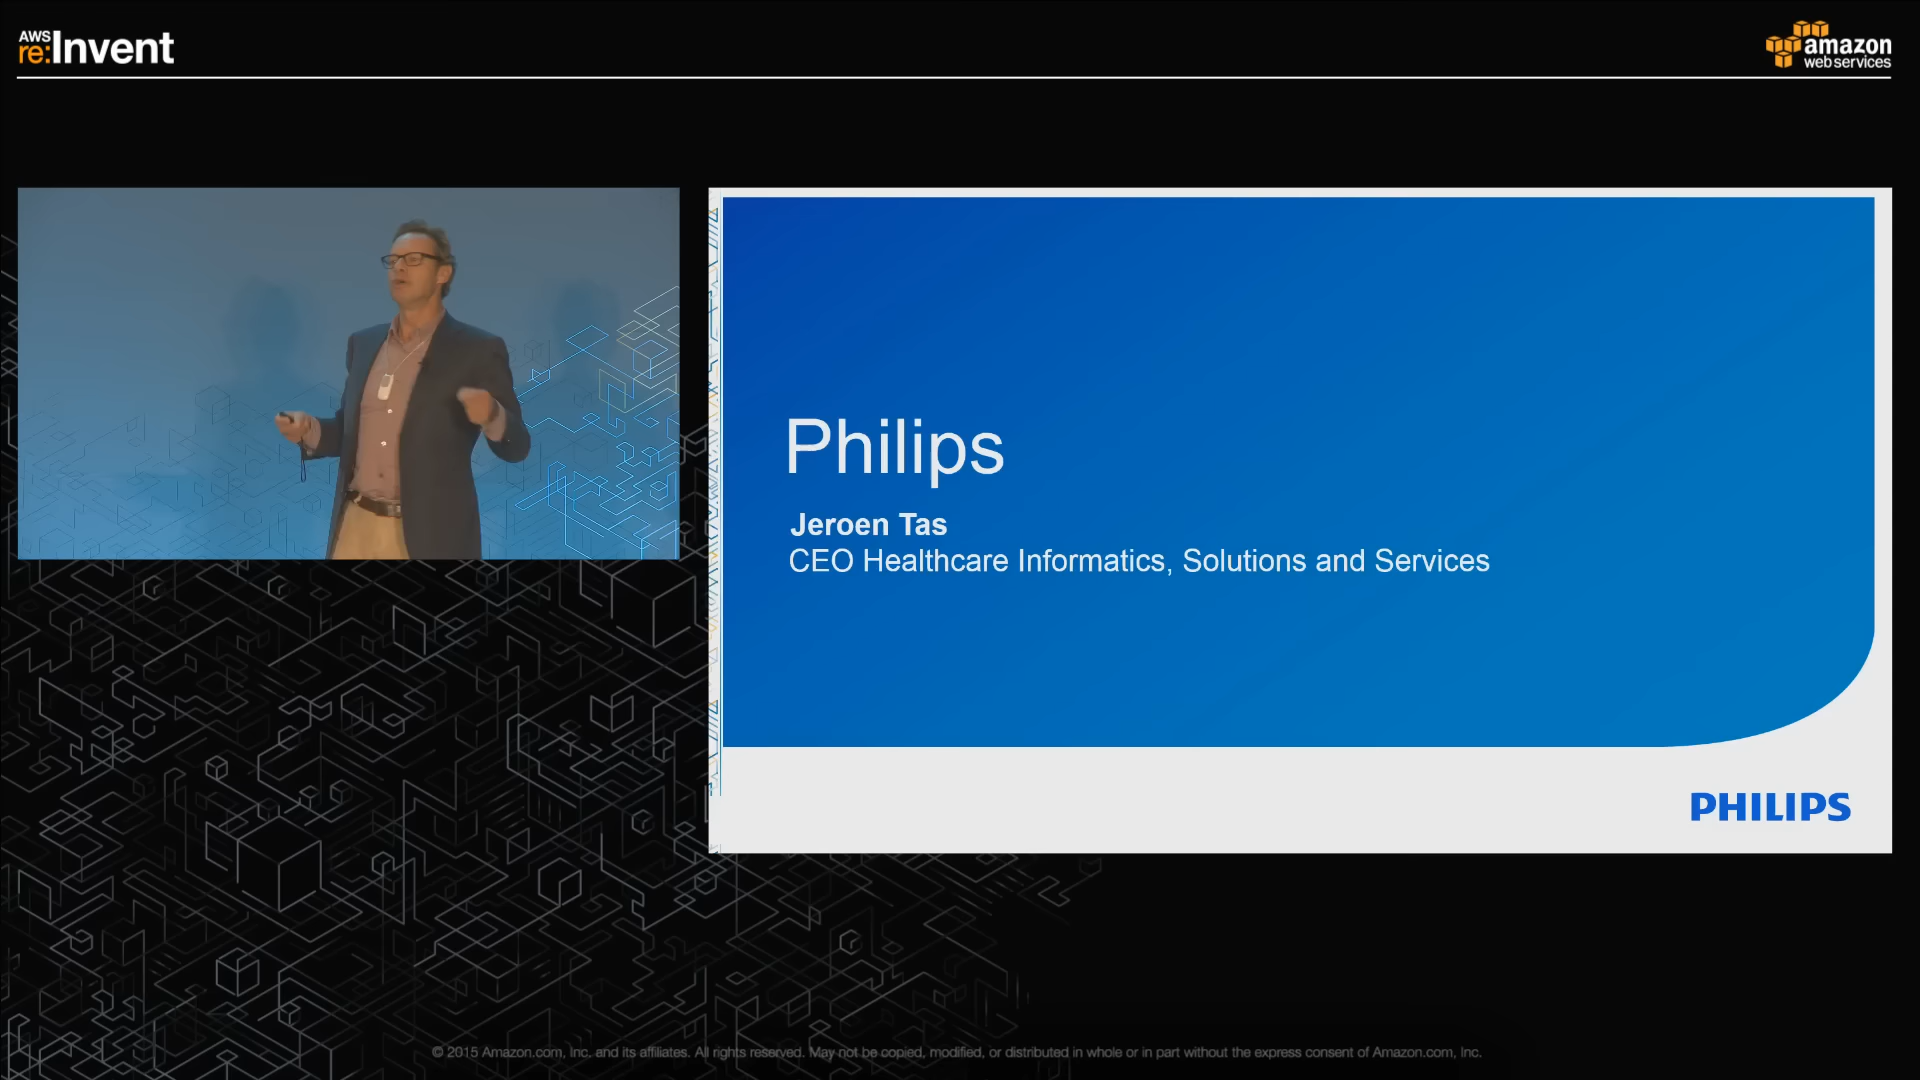 AWS
re:Invent
amazon
web services
Philips
Jeroen Tas
CEO Healthcare Informatics, Solutions and Services
PHILIPS
© 2015 Amazon.com, Inc. and its affiliates. All rights reserved. May not be copied, modified, or distributed in whole or in part without the express consent of Amazon.com, Inc.